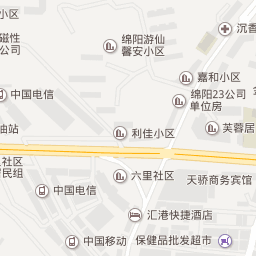 小区
绵阳游仙
馨安小区
沉香
磁性
公司
嘉和小区
中国电信
绵阳23公司
单位房
油站
利佳小区
芙蓉居
社区
民组
六里社区
天骄商务宾馆
中国电信
汇港快捷酒店
中国移动
保健品批发超市